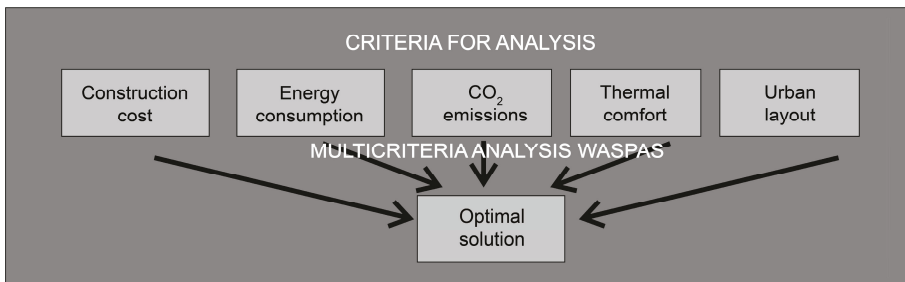 CRITERIA FOR ANALYSIS
Construction
cost
Energy
consumption
CO₂
emissions
Thermal
comfort
Urban
layout
MULTICRITERIA ANALYSIS WASPAS
Optimal
solution